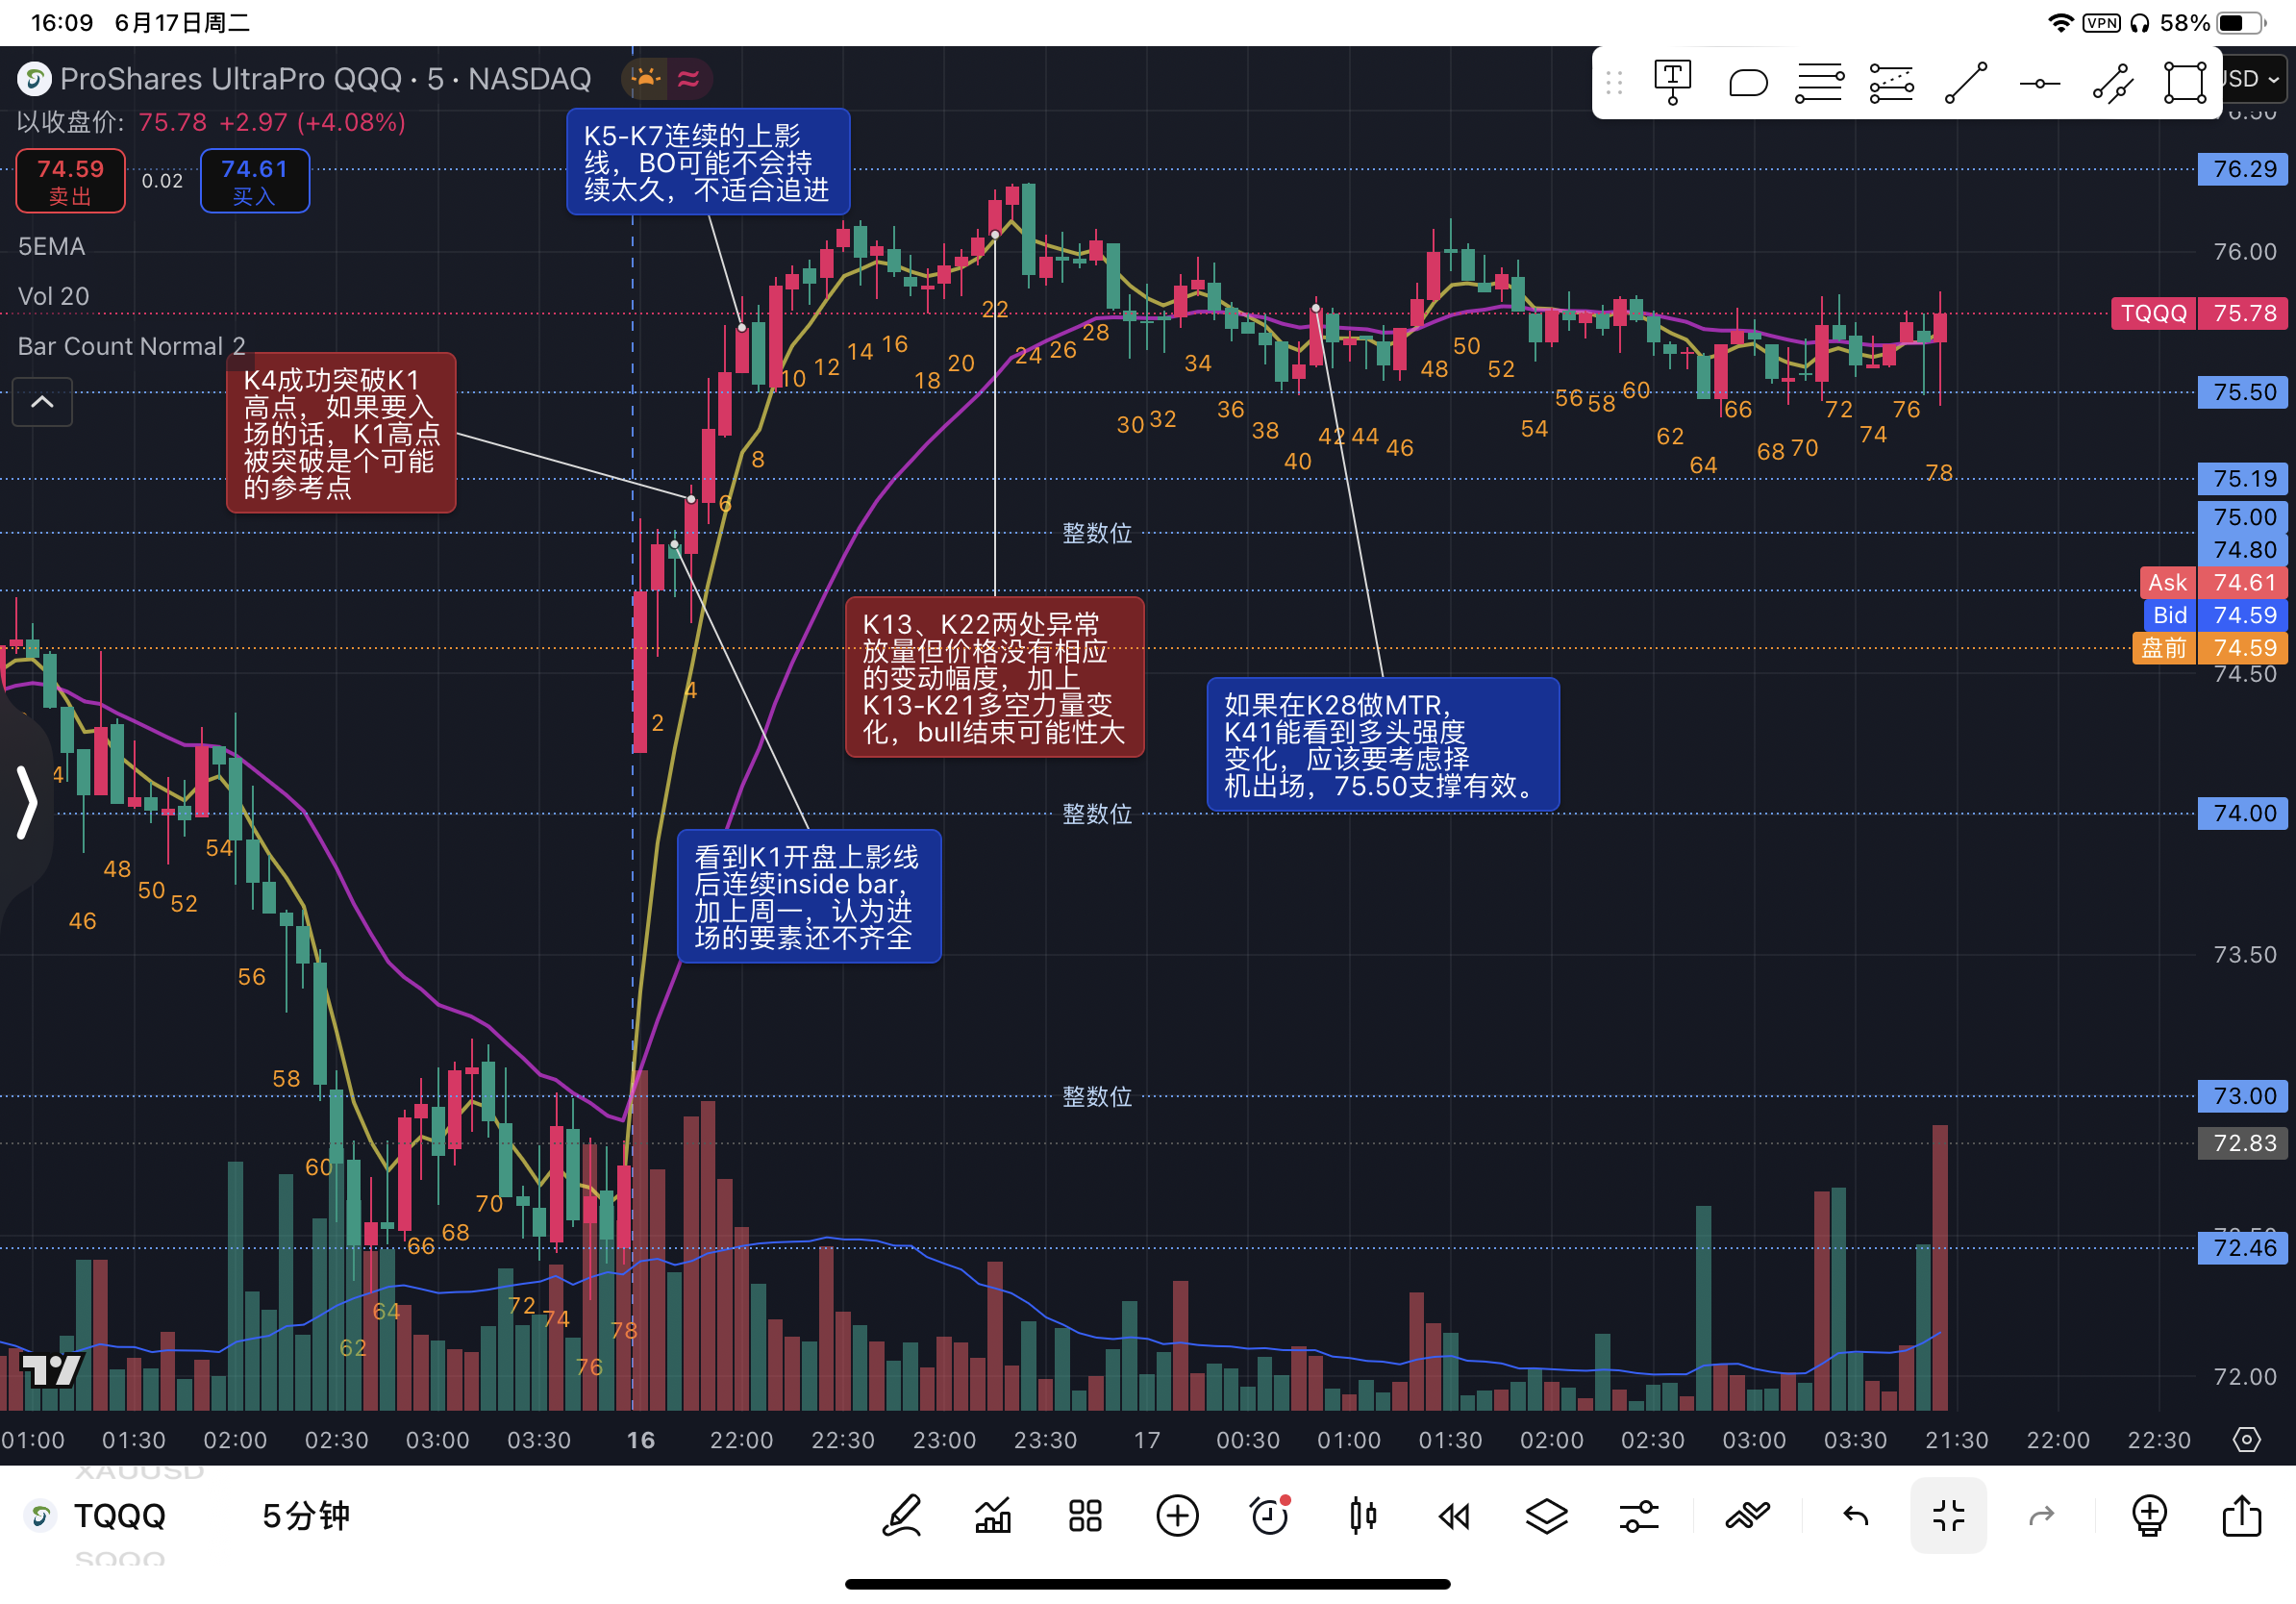 16:09 6月17日周二
VPN 58%
ProShares UltraPro QQQ · 5 · NASDAQ
以收盘价: 75.78 +2.97 (+4.08%)
74.59
卖出
0.02
74.61
买入
5EMA
Vol 20
Bar Count Normal 2
K5-K7连续的上影
线，BO可能不会持
续太久，不适合追进
K4成功突破K1
高点，如果要入
场的话，K1高点
被突破是个可能
的参考点
K13、K22两处异常
放量但价格没有相应
的变动幅度，加上
K13-K21多空力量变
化，bull结束可能性大
如果在K28做MTR，
K41能看到多头强度
变化，应该要考虑择
机出场，75.50支撑有效。
看到K1开盘上影线
后连续inside bar，
加上周一，认为进
场的要素还不齐全
整数位
整数位
整数位
46 48 50 52 54 56 58 60 62 64 66 68 70 72 74 76 78
2 4 6 8 10 12 14 16 18 20 22 24 26 28 30 32 34 36 38 40 42 44 46 48 50 52 54 56 58 60 62 64 66 68 70 72 74 76 78
USD
76.29
76.00
TQQQ 75.78
75.50
75.19
75.00
74.80
Ask 74.61
Bid 74.59
盘前 74.59
74.50
74.00
73.50
73.00
72.83
72.46
72.00
01:00 01:30 02:00 02:30 03:00 03:30 16 22:00 22:30 23:00 23:30 17 00:30 01:00 01:30 02:00 02:30 03:00 03:30 21:30 22:00 22:30
XAUUSD
TQQQ 5分钟
SQQQ